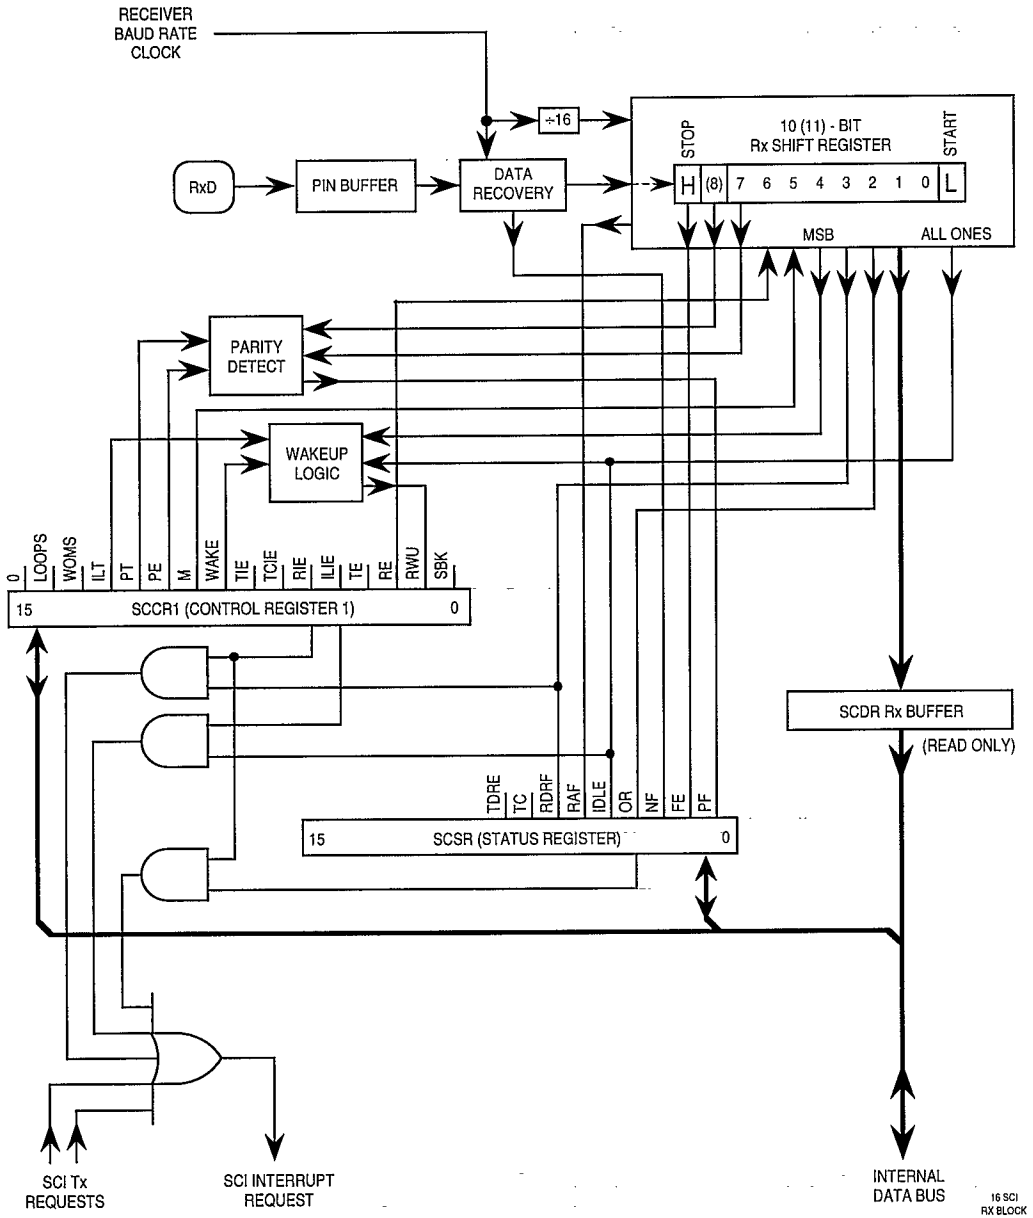 RECEIVER
BAUD RATE
CLOCK
÷16
10 (11) - BIT
Rx SHIFT REGISTER
STOP
START
RxD
PIN BUFFER
DATA
RECOVERY
H (8) 7 6 5 4 3 2 1 0 L
MSB
ALL ONES
PARITY
DETECT
WAKEUP
LOGIC
0 LOOPS WOMS ILT PT PE M WAKE TIE TCIE RIE ILIE TE RE RWU SBK
15 SCCR1 (CONTROL REGISTER 1) 0
SCDR Rx BUFFER
(READ ONLY)
TDRE TC RDRF RAF IDLE OR NF FE PF
15 SCSR (STATUS REGISTER) 0
SCI Tx
REQUESTS
SCI INTERRUPT
REQUEST
INTERNAL
DATA BUS
16 SCI
RX BLOCK